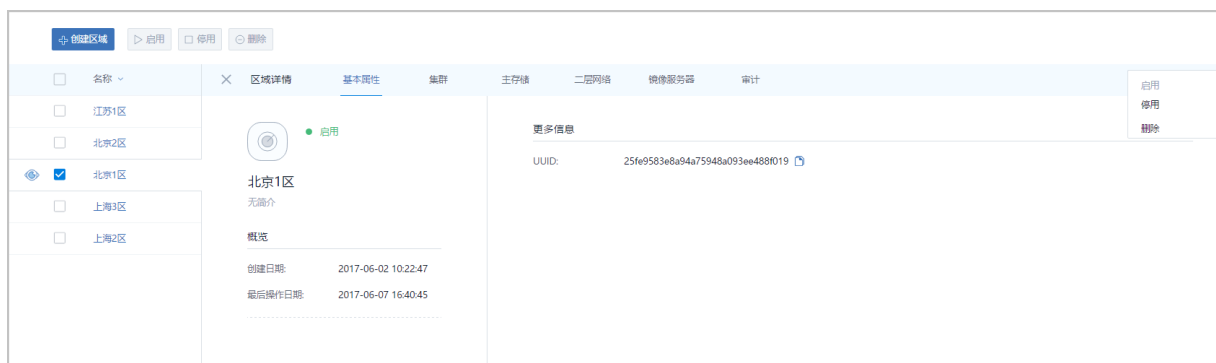 创建区域 启用 停用 删除
名称 区域详情 基本属性 集群 主存储 二层网络 镜像服务器 审计
启用
停用
删除
江苏1区
北京2区
北京1区
上海3区
上海2区
启用
北京1区
无简介
概览
创建日期: 2017-06-02 10:22:47
最后操作日期: 2017-06-07 16:40:45
更多信息
UUID: 25fe9583e8a94a75948a093ee488f019